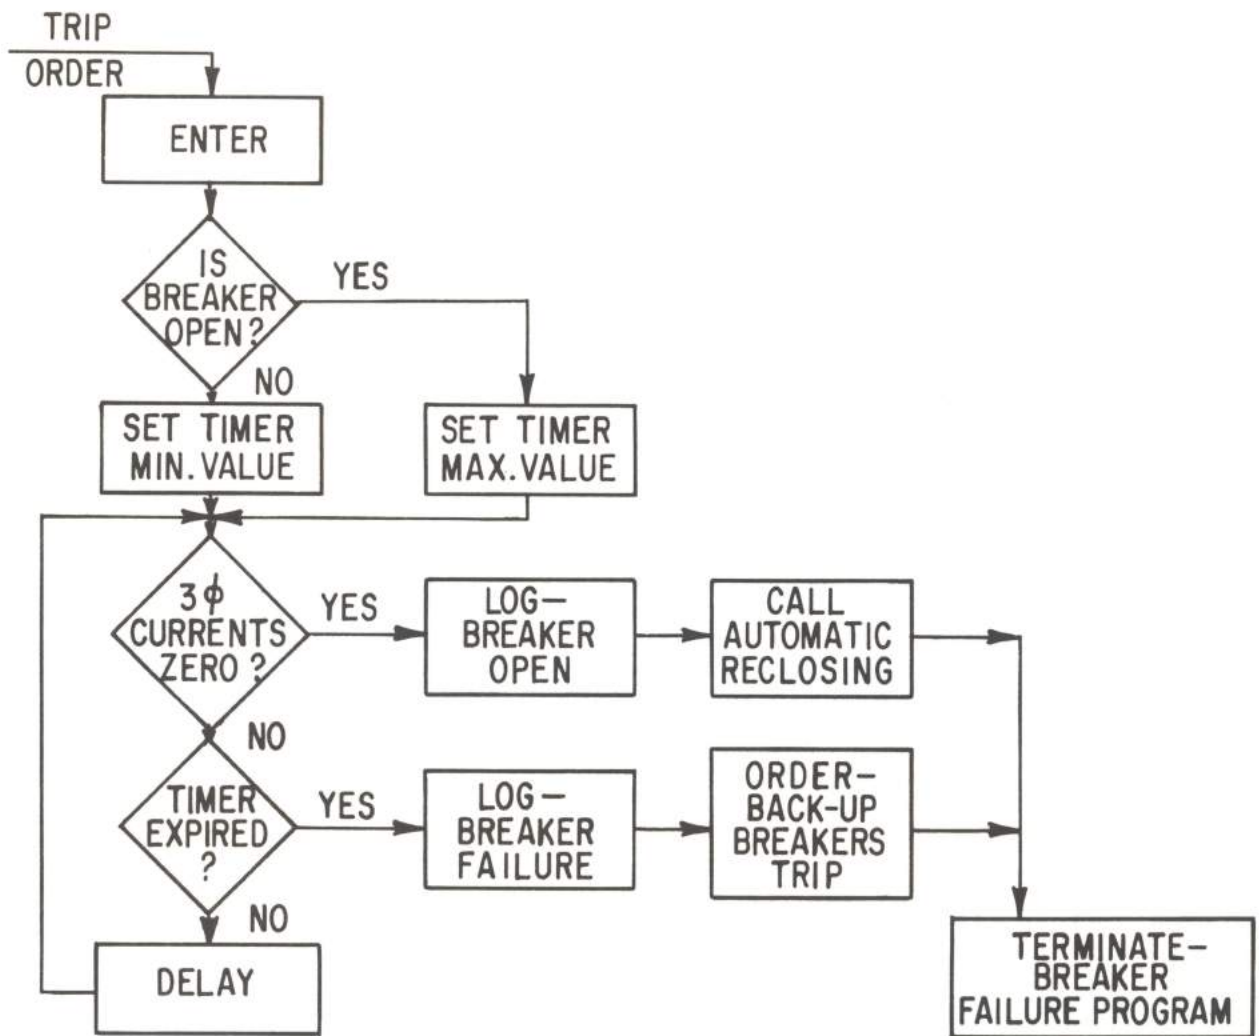 TRIP
ORDER
ENTER
IS
BREAKER
OPEN?
YES
NO
SET TIMER
MIN. VALUE
SET TIMER
MAX. VALUE
3ϕ
CURRENTS
ZERO?
YES
LOG—
BREAKER
OPEN
CALL
AUTOMATIC
RECLOSING
NO
TIMER
EXPIRED
?
YES
LOG—
BREAKER
FAILURE
ORDER—
BACK-UP
BREAKERS
TRIP
NO
DELAY
TERMINATE—
BREAKER
FAILURE PROGRAM